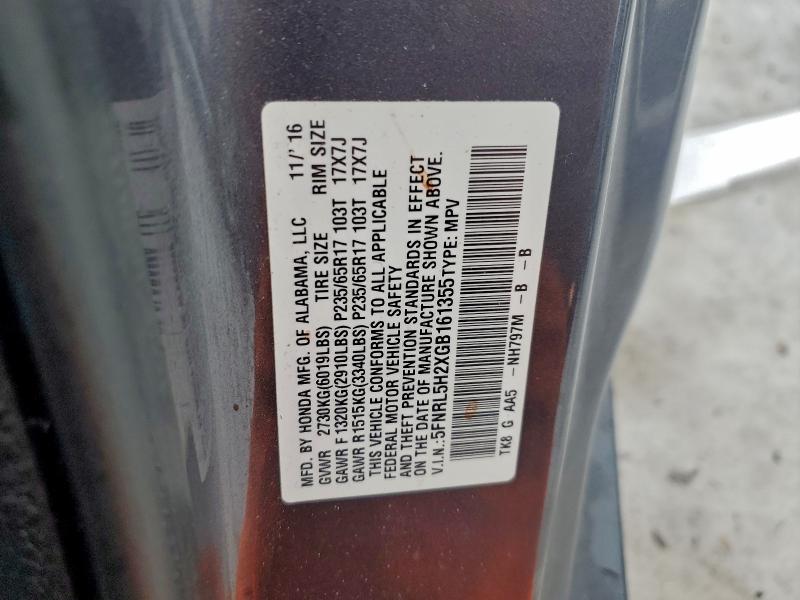 MFD. BY HONDA MFG. OF ALABAMA, LLC 11/' 16
GVWR 2730KG(6019LBS) TIRE SIZE RIM SIZE
GAWR F 1320KG(2910LBS) P235/65R17 103T 17X7J
GAWR R1515KG(3340LBS) P235/65R17 103T 17X7J
THIS VEHICLE CONFORMS TO ALL APPLICABLE
FEDERAL MOTOR VEHICLE SAFETY
AND THEFT PREVENTION STANDARDS IN EFFECT
ON THE DATE OF MANUFACTURE SHOWN ABOVE.
V.I.N.:5FNRL5H2XGB161355 TYPE: MPV
TK8 G AA5 -NH797M -B -B